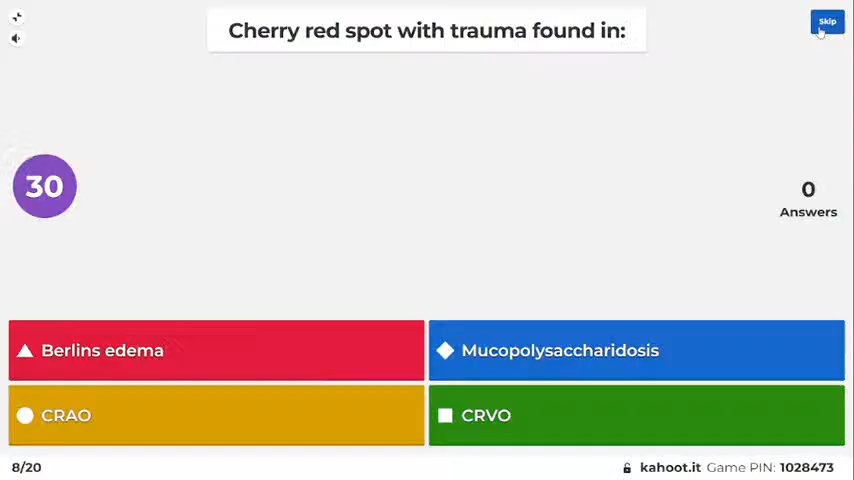 Cherry red spot with trauma found in:
Skip
30
0
Answers
Berlins edema
Mucopolysaccharidosis
CRAO
CRVO
8/20
kahoot.it Game PIN: 1028473